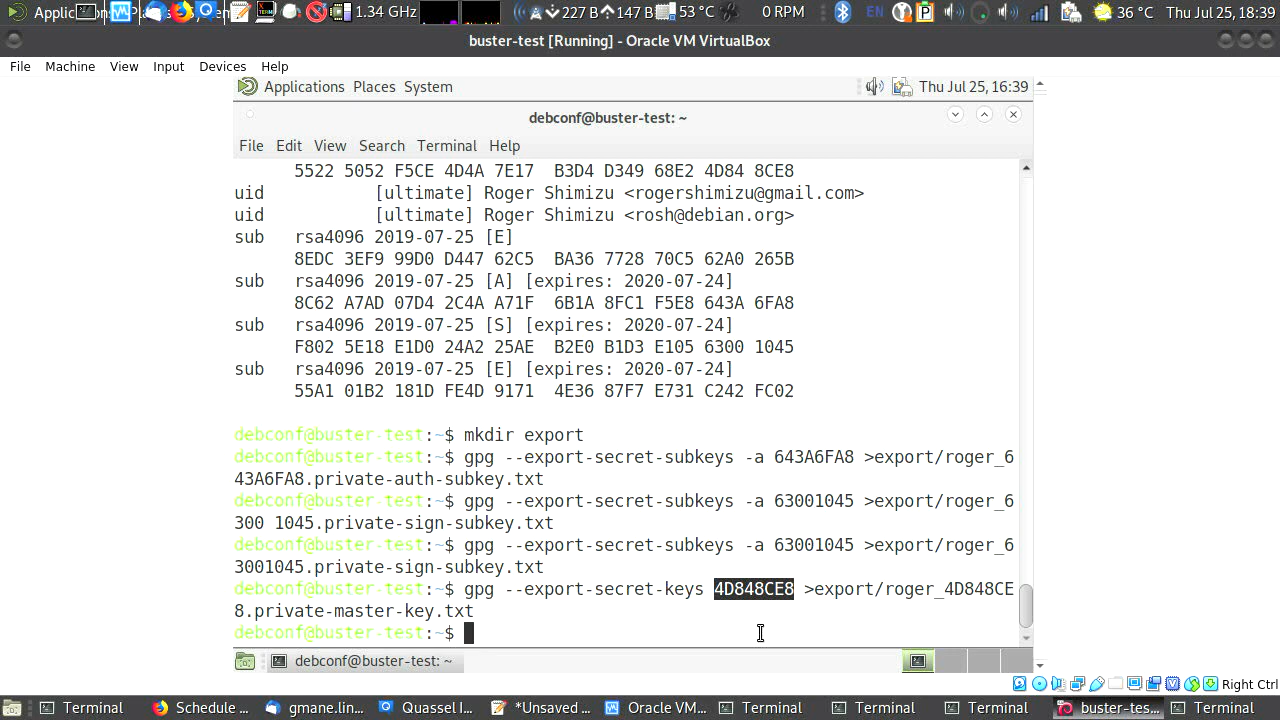 1.34 GHz 227 B 147 B 53 °C 0 RPM EN 36 °C Thu Jul 25, 18:39
buster-test [Running] - Oracle VM VirtualBox
File Machine View Input Devices Help
Applications Places System Thu Jul 25, 16:39
debconf@buster-test: ~
File Edit View Search Terminal Help
5522 5052 F5CE 4D4A 7E17 B3D4 D349 68E2 4D84 8CE8
uid [ultimate] Roger Shimizu <rogershimizu@gmail.com>
uid [ultimate] Roger Shimizu <rosh@debian.org>
sub rsa4096 2019-07-25 [E]
8EDC 3EF9 99D0 D447 62C5 BA36 7728 70C5 62A0 265B
sub rsa4096 2019-07-25 [A] [expires: 2020-07-24]
8C62 A7AD 07D4 2C4A A71F 6B1A 8FC1 F5E8 643A 6FA8
sub rsa4096 2019-07-25 [S] [expires: 2020-07-24]
F802 5E18 E1D0 24A2 25AE B2E0 B1D3 E105 6300 1045
sub rsa4096 2019-07-25 [E] [expires: 2020-07-24]
55A1 01B2 181D FE4D 9171 4E36 87F7 E731 C242 FC02
debconf@buster-test:~$ mkdir export
debconf@buster-test:~$ gpg --export-secret-subkeys -a 643A6FA8 >export/roger_6
43A6FA8.private-auth-subkey.txt
debconf@buster-test:~$ gpg --export-secret-subkeys -a 63001045 >export/roger_6
300 1045.private-sign-subkey.txt
debconf@buster-test:~$ gpg --export-secret-subkeys -a 63001045 >export/roger_6
3001045.private-sign-subkey.txt
debconf@buster-test:~$ gpg --export-secret-keys 4D848CE8 >export/roger_4D848CE
8.private-master-key.txt
debconf@buster-test:~$
debconf@buster-test: ~
Right Ctrl
Terminal Schedule ... gmane.lin... Quassel I... *Unsaved ... Oracle VM... Terminal Terminal Terminal buster-tes... Terminal